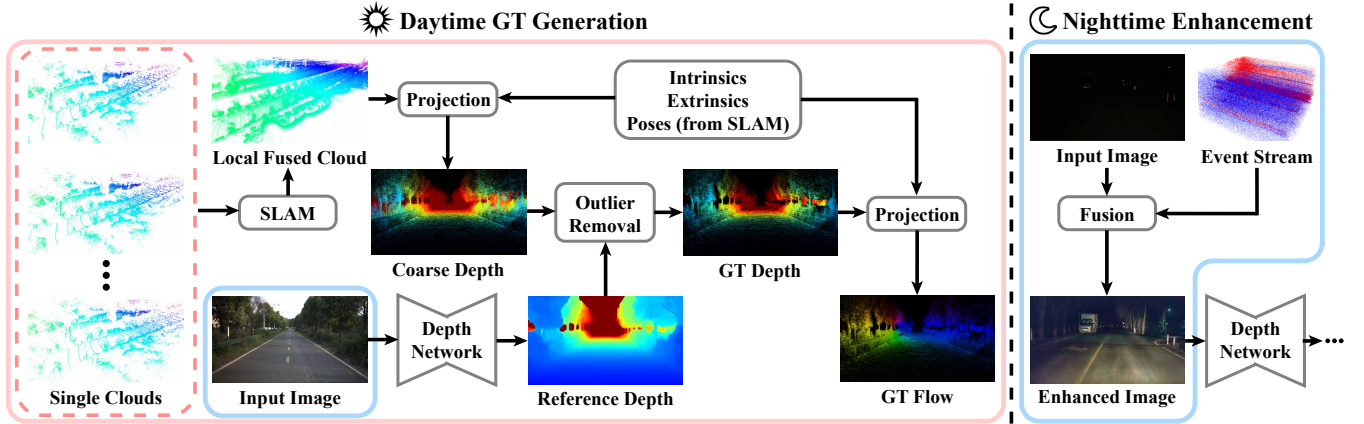 Daytime GT Generation
Nighttime Enhancement
Local Fused Cloud
Projection
Intrinsics
Extrinsics
Poses (from SLAM)
Input Image
Event Stream
SLAM
Coarse Depth
Outlier
Removal
GT Depth
Projection
Fusion
Single Clouds
Input Image
Depth
Network
Reference Depth
GT Flow
Enhanced Image
Depth
Network
...